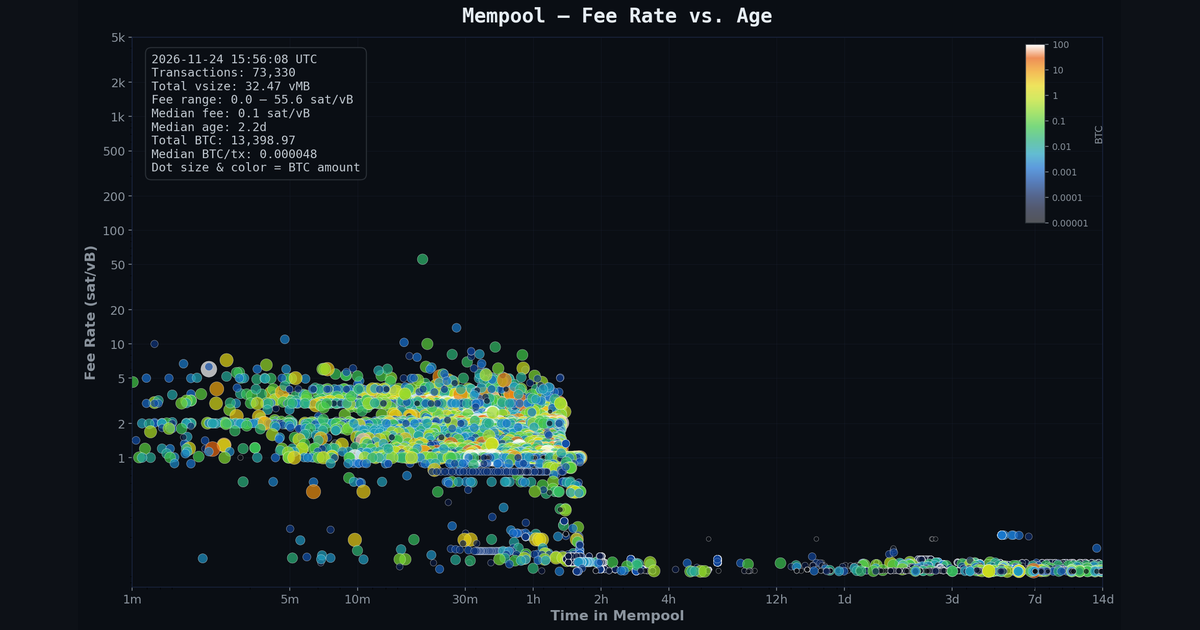 Mempool — Fee Rate vs. Age
2026-11-24 15:56:08 UTC
Transactions: 73,330
Total vsize: 32.47 vMB
Fee range: 0.0 — 55.6 sat/vB
Median fee: 0.1 sat/vB
Median age: 2.2d
Total BTC: 13,398.97
Median BTC/tx: 0.000048
Dot size & color = BTC amount
100
10
1
0.1
0.01
0.001
0.0001
0.00001
BTC
Fee Rate (sat/vB)
5k
2k
1k
500
200
100
50
20
10
5
2
1
1m
5m
10m
30m
1h
2h
4h
12h
1d
3d
7d
14d
Time in Mempool